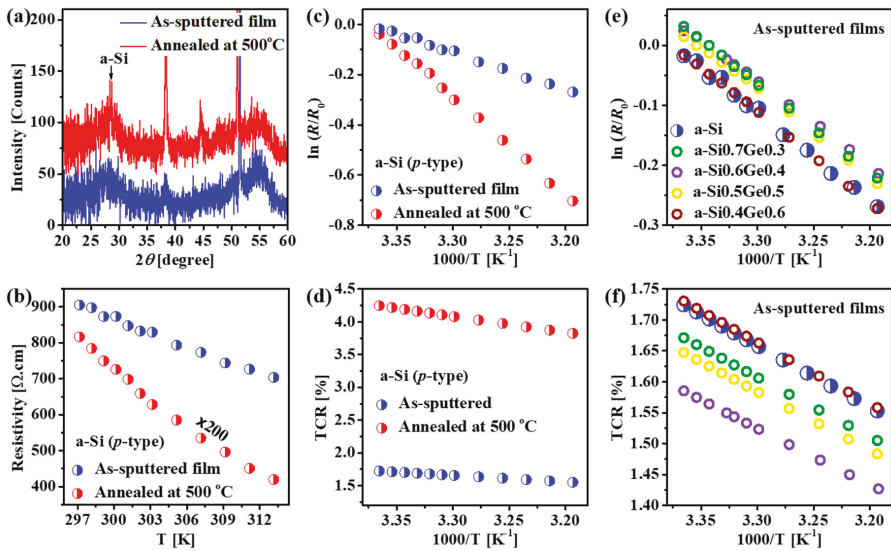 (a)
As-sputtered film
Annealed at 500°C
a-Si
200
150
100
50
0
Intensity [Counts]
20 25 30 35 40 45 50 55 60
2θ [degree]
(c)
0.0
-0.2
-0.4
-0.6
-0.8
ln (R/R0)
a-Si (p-type)
As-sputtered film
Annealed at 500 °C
3.35 3.30 3.25 3.20
1000/T [K-1]
(e)
As-sputtered films
0.0
-0.1
-0.2
-0.3
ln (R/R0)
a-Si
a-Si0.7Ge0.3
a-Si0.6Ge0.4
a-Si0.5Ge0.5
a-Si0.4Ge0.6
3.35 3.30 3.25 3.20
1000/T [K-1]
(b)
900
800
700
600
500
400
Resistivity [Ω.cm]
x200
a-Si (p-type)
As-sputtered film
Annealed at 500 °C
297 300 303 306 309 312
T [K]
(d)
4.5
4.0
3.5
3.0
2.5
2.0
1.5
TCR [%]
a-Si (p-type)
As-sputtered
Annealed at 500 °C
3.35 3.30 3.25 3.20
1000/T [K-1]
(f)
As-sputtered films
1.75
1.70
1.65
1.60
1.55
1.50
1.45
1.40
TCR [%]
3.35 3.30 3.25 3.20
1000/T [K-1]